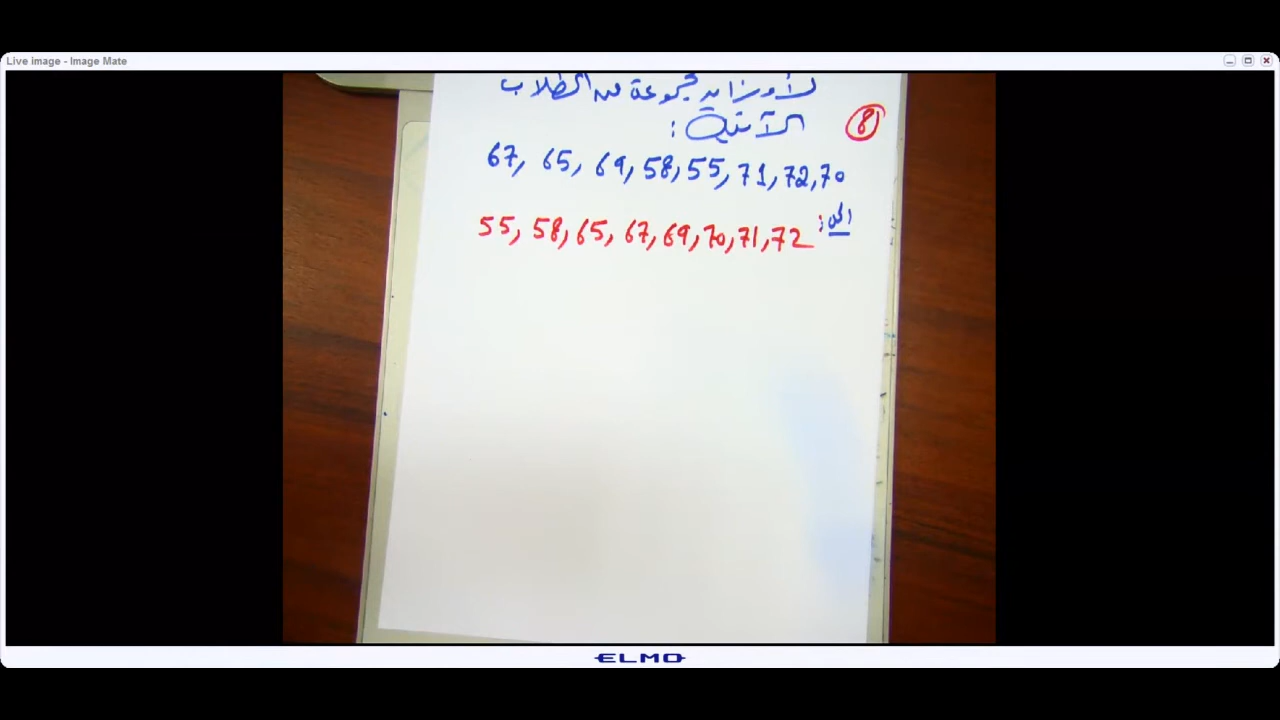 Live image - Image Mate
لأوزان مجموعة من الطلاب
الآتية :
8
67, 65, 69, 58, 55, 71, 72, 70
الحل :
55, 58, 65, 67, 69, 70, 71, 72
ELMO